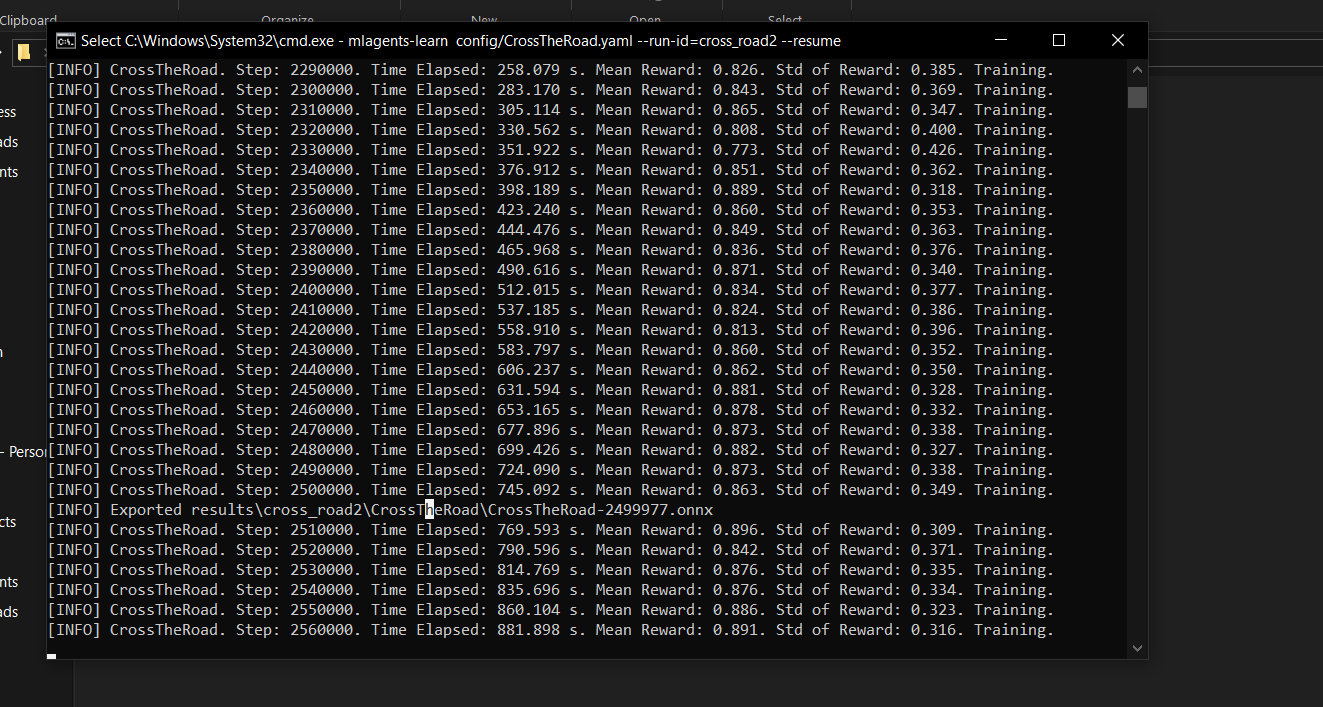 Clipboard
Organize
New
Open
Select
Select C:\Windows\System32\cmd.exe - mlagents-learn  config/CrossTheRoad.yaml --run-id=cross_road2 --resume
[INFO] CrossTheRoad. Step: 2290000. Time Elapsed: 258.079 s. Mean Reward: 0.826. Std of Reward: 0.385. Training.
[INFO] CrossTheRoad. Step: 2300000. Time Elapsed: 283.170 s. Mean Reward: 0.843. Std of Reward: 0.369. Training.
[INFO] CrossTheRoad. Step: 2310000. Time Elapsed: 305.114 s. Mean Reward: 0.865. Std of Reward: 0.347. Training.
[INFO] CrossTheRoad. Step: 2320000. Time Elapsed: 330.562 s. Mean Reward: 0.808. Std of Reward: 0.400. Training.
[INFO] CrossTheRoad. Step: 2330000. Time Elapsed: 351.922 s. Mean Reward: 0.773. Std of Reward: 0.426. Training.
[INFO] CrossTheRoad. Step: 2340000. Time Elapsed: 376.912 s. Mean Reward: 0.851. Std of Reward: 0.362. Training.
[INFO] CrossTheRoad. Step: 2350000. Time Elapsed: 398.189 s. Mean Reward: 0.889. Std of Reward: 0.318. Training.
[INFO] CrossTheRoad. Step: 2360000. Time Elapsed: 423.240 s. Mean Reward: 0.860. Std of Reward: 0.353. Training.
[INFO] CrossTheRoad. Step: 2370000. Time Elapsed: 444.476 s. Mean Reward: 0.849. Std of Reward: 0.363. Training.
[INFO] CrossTheRoad. Step: 2380000. Time Elapsed: 465.968 s. Mean Reward: 0.836. Std of Reward: 0.376. Training.
[INFO] CrossTheRoad. Step: 2390000. Time Elapsed: 490.616 s. Mean Reward: 0.871. Std of Reward: 0.340. Training.
[INFO] CrossTheRoad. Step: 2400000. Time Elapsed: 512.015 s. Mean Reward: 0.834. Std of Reward: 0.377. Training.
[INFO] CrossTheRoad. Step: 2410000. Time Elapsed: 537.185 s. Mean Reward: 0.824. Std of Reward: 0.386. Training.
[INFO] CrossTheRoad. Step: 2420000. Time Elapsed: 558.910 s. Mean Reward: 0.813. Std of Reward: 0.396. Training.
[INFO] CrossTheRoad. Step: 2430000. Time Elapsed: 583.797 s. Mean Reward: 0.860. Std of Reward: 0.352. Training.
[INFO] CrossTheRoad. Step: 2440000. Time Elapsed: 606.237 s. Mean Reward: 0.862. Std of Reward: 0.350. Training.
[INFO] CrossTheRoad. Step: 2450000. Time Elapsed: 631.594 s. Mean Reward: 0.881. Std of Reward: 0.328. Training.
[INFO] CrossTheRoad. Step: 2460000. Time Elapsed: 653.165 s. Mean Reward: 0.878. Std of Reward: 0.332. Training.
[INFO] CrossTheRoad. Step: 2470000. Time Elapsed: 677.896 s. Mean Reward: 0.873. Std of Reward: 0.338. Training.
[INFO] CrossTheRoad. Step: 2480000. Time Elapsed: 699.426 s. Mean Reward: 0.882. Std of Reward: 0.327. Training.
[INFO] CrossTheRoad. Step: 2490000. Time Elapsed: 724.090 s. Mean Reward: 0.873. Std of Reward: 0.338. Training.
[INFO] CrossTheRoad. Step: 2500000. Time Elapsed: 745.092 s. Mean Reward: 0.863. Std of Reward: 0.349. Training.
[INFO] Exported results\cross_road2\CrossTheRoad\CrossTheRoad-2499977.onnx
[INFO] CrossTheRoad. Step: 2510000. Time Elapsed: 769.593 s. Mean Reward: 0.896. Std of Reward: 0.309. Training.
[INFO] CrossTheRoad. Step: 2520000. Time Elapsed: 790.596 s. Mean Reward: 0.842. Std of Reward: 0.371. Training.
[INFO] CrossTheRoad. Step: 2530000. Time Elapsed: 814.769 s. Mean Reward: 0.876. Std of Reward: 0.335. Training.
[INFO] CrossTheRoad. Step: 2540000. Time Elapsed: 835.696 s. Mean Reward: 0.876. Std of Reward: 0.334. Training.
[INFO] CrossTheRoad. Step: 2550000. Time Elapsed: 860.104 s. Mean Reward: 0.886. Std of Reward: 0.323. Training.
[INFO] CrossTheRoad. Step: 2560000. Time Elapsed: 881.898 s. Mean Reward: 0.891. Std of Reward: 0.316. Training.
ess
ads
nts
- Person
cts
nts
ads